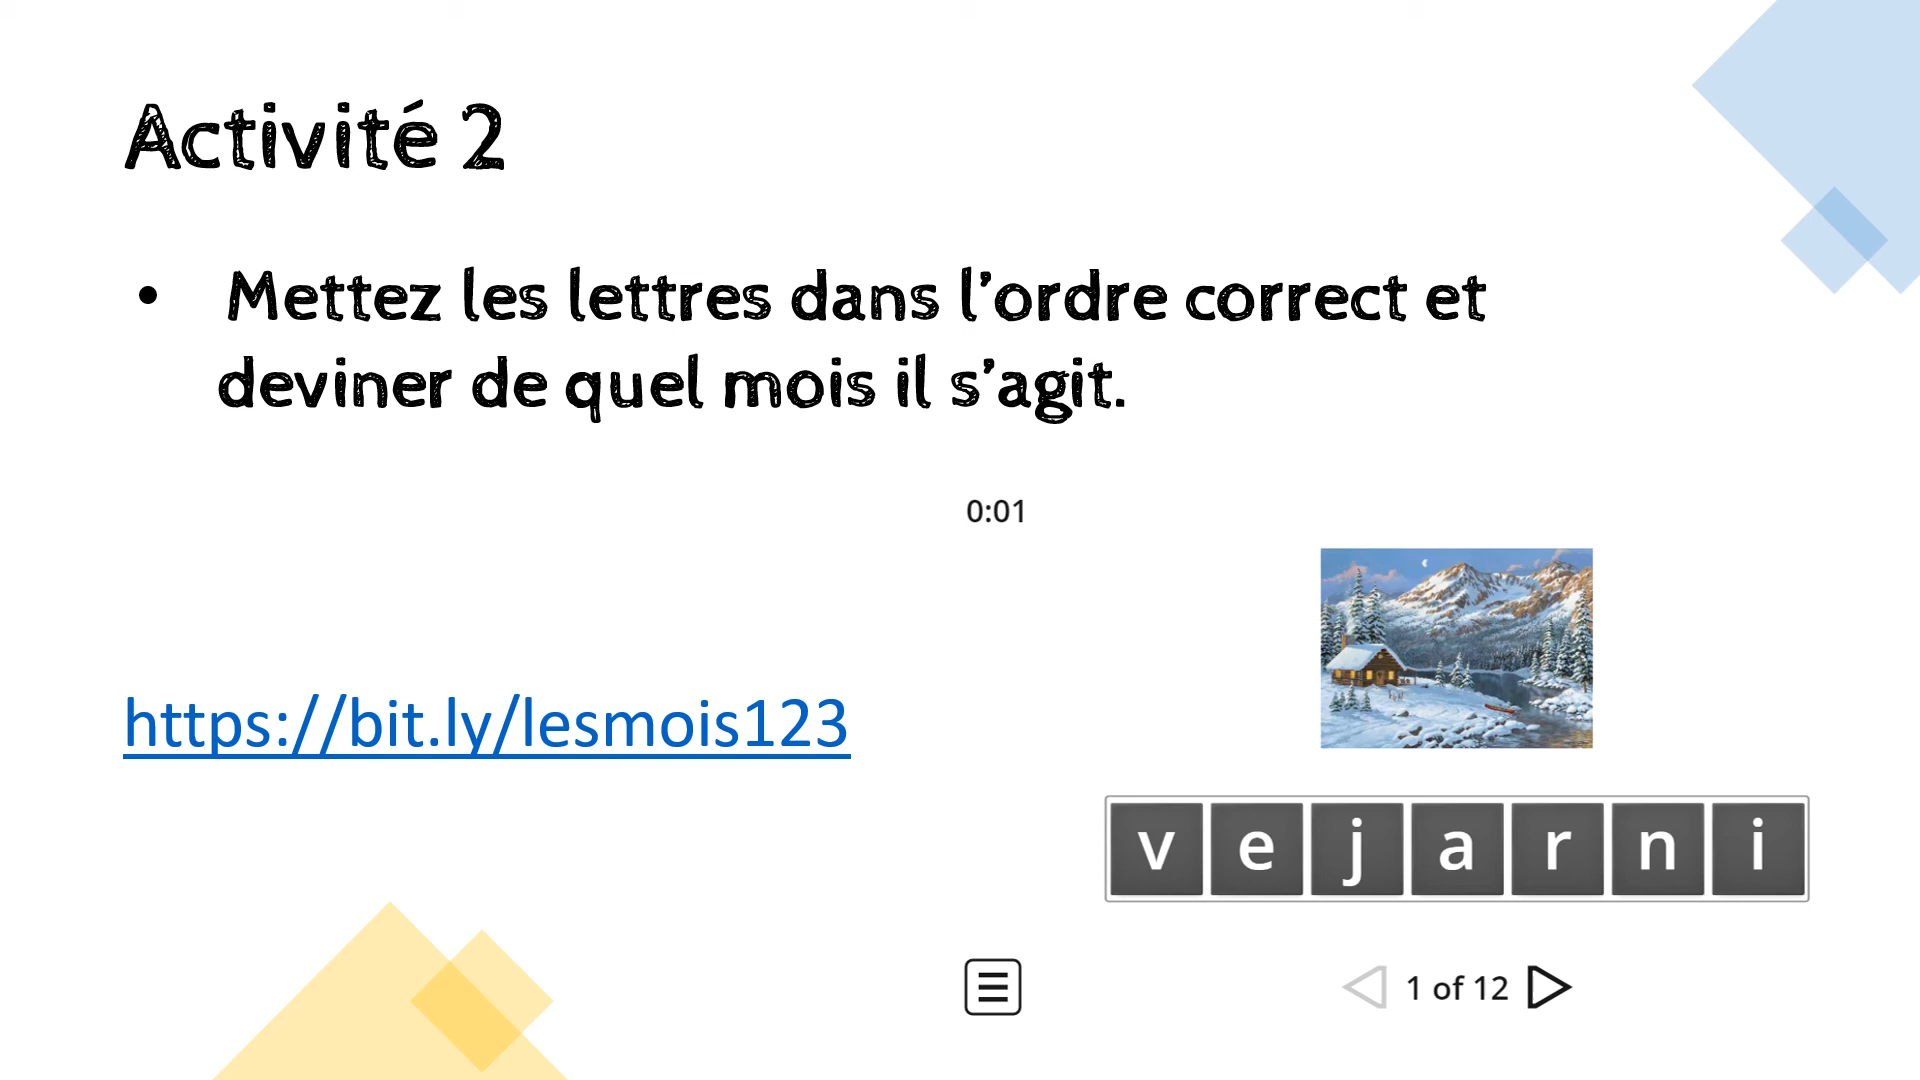 Activité 2
• Mettez les lettres dans l’ordre correct et
deviner de quel mois il s’agit.
0:01
https://bit.ly/lesmois123
v e j a r n i
1 of 12